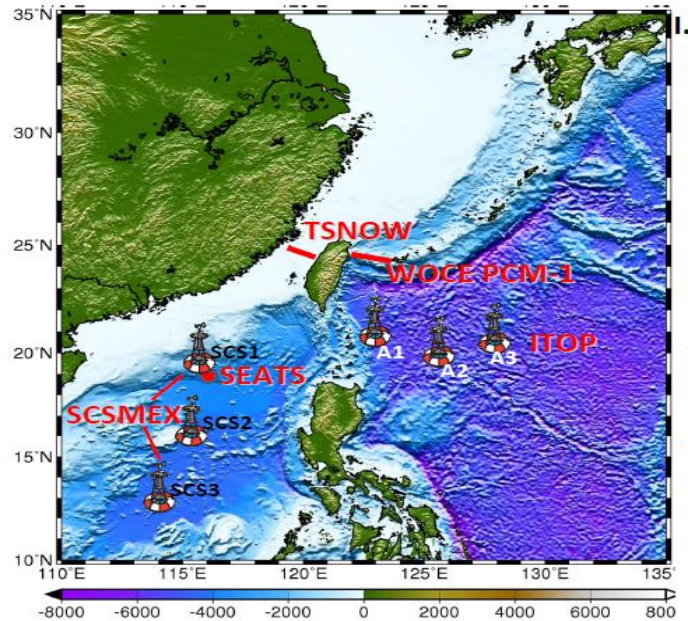 35°N
I.
30°N
25°N
20°N
15°N
10°N
TSNOW
WOCE PCM-1
A1
A2
A3
ITOP
SCS1
SEATS
SCSMEX
SCS2
SCS3
110°E
115°E
120°E
125°E
130°E
135°
-8000
-6000
-4000
-2000
0
2000
4000
6000
800